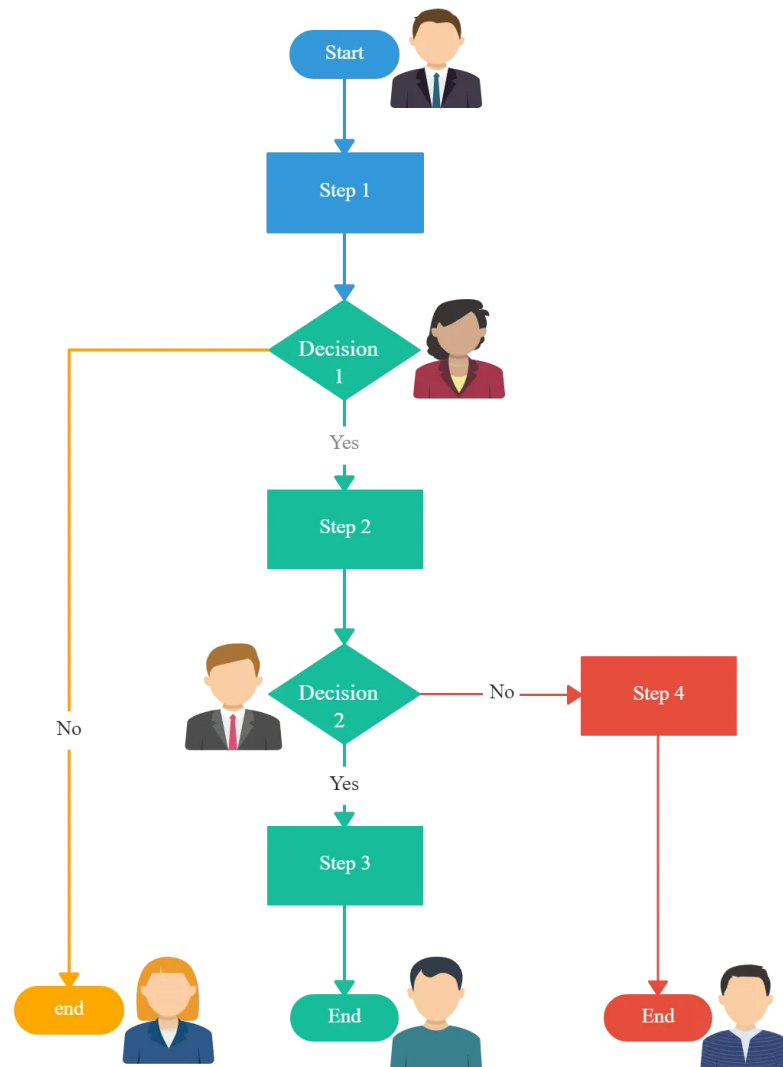 Start
Step 1
Decision
1
Yes
Step 2
Decision
2
No
Step 4
No
Yes
Step 3
end
End
End